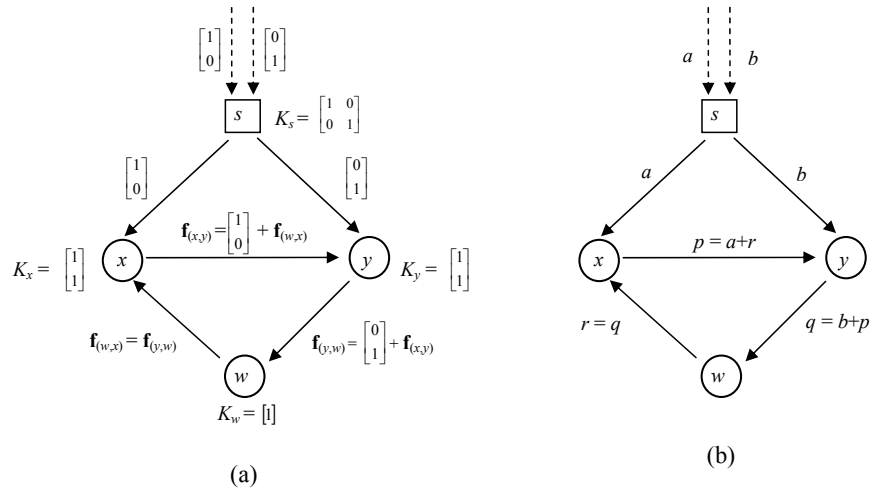 [1 0] [0 1] a b
s K_s = [1 0 0 1] s
[1 0] [0 1] a b
f_(x,y) = [1 0] + f_(w,x) p = a+r
K_x = [1 1] x y K_y = [1 1] x y
f_(w,x) = f_(y,w) f_(y,w) = [0 1] + f_(x,y) r = q q = b+p
w w
K_w = [1]
(a) (b)